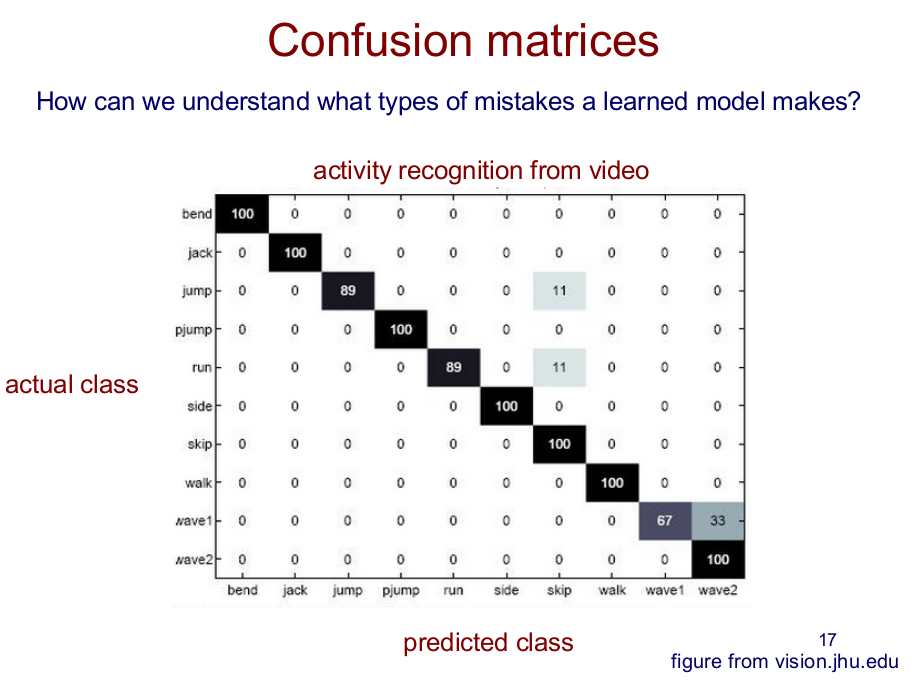 Confusion matrices
How can we understand what types of mistakes a learned model makes?
activity recognition from video
bend 100 0 0 0 0 0 0 0 0 0
jack 0 100 0 0 0 0 0 0 0 0
jump 0 0 89 0 0 0 11 0 0 0
pjump 0 0 0 100 0 0 0 0 0 0
run 0 0 0 0 89 0 11 0 0 0
actual class
side 0 0 0 0 0 100 0 0 0 0
skip 0 0 0 0 0 0 100 0 0 0
walk 0 0 0 0 0 0 0 100 0 0
wave1 0 0 0 0 0 0 0 0 67 33
wave2 0 0 0 0 0 0 0 0 0 100
bend jack jump pjump run side skip walk wave1 wave2
predicted class
17
figure from vision.jhu.edu